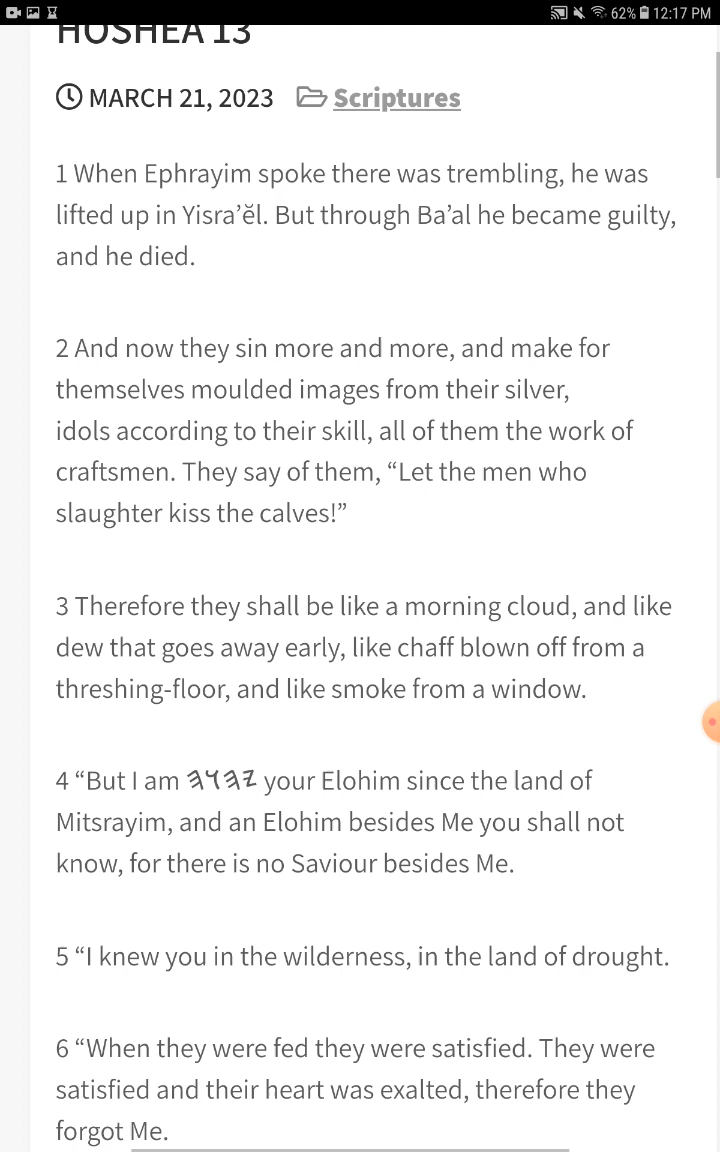 62% 12:17 PM
HOSHEA 13
MARCH 21, 2023 Scriptures
1 When Ephrayim spoke there was trembling, he was
lifted up in Yisra’ĕl. But through Ba’al he became guilty,
and he died.
2 And now they sin more and more, and make for
themselves moulded images from their silver,
idols according to their skill, all of them the work of
craftsmen. They say of them, “Let the men who
slaughter kiss the calves!”
3 Therefore they shall be like a morning cloud, and like
dew that goes away early, like chaff blown off from a
threshing-floor, and like smoke from a window.
4 “But I am 𐤉𐤄𐤅𐤄 your Elohim since the land of
Mitsrayim, and an Elohim besides Me you shall not
know, for there is no Saviour besides Me.
5 “I knew you in the wilderness, in the land of drought.
6 “When they were fed they were satisfied. They were
satisfied and their heart was exalted, therefore they
forgot Me.